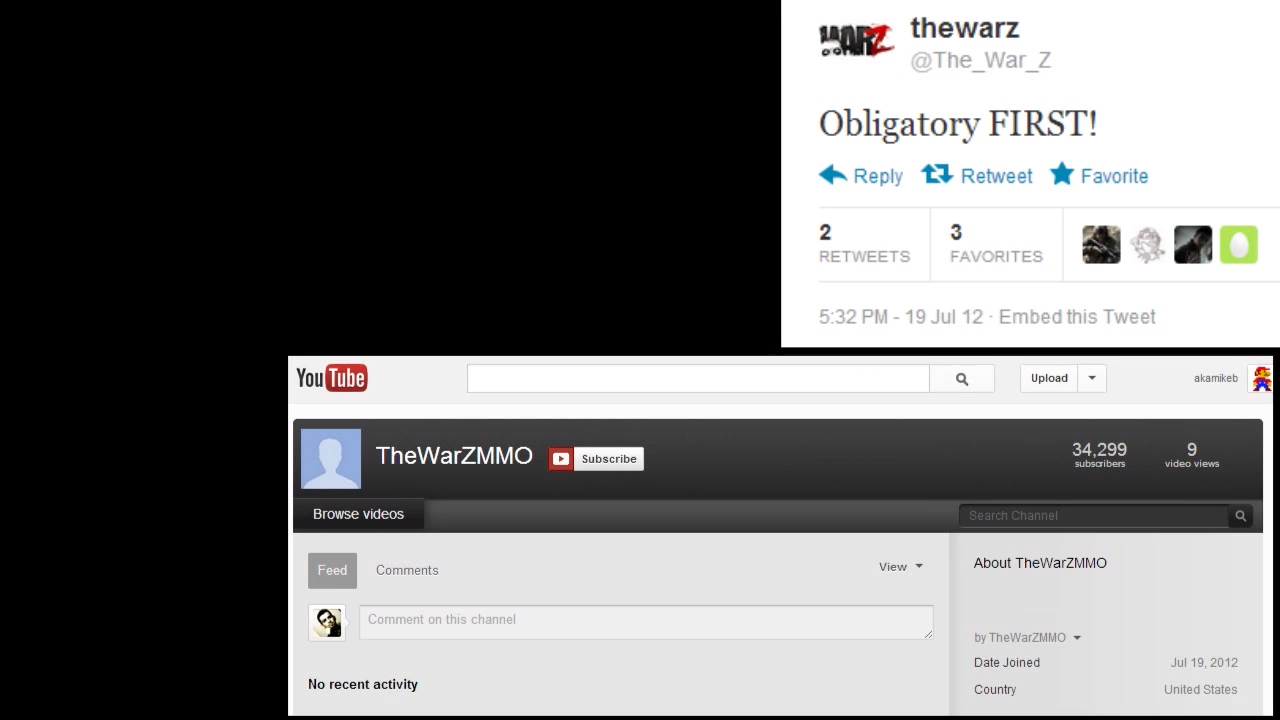 WARZ
thewarz
@The_War_Z
Obligatory FIRST!
Reply Retweet Favorite
2 3
RETWEETS FAVORITES
5:32 PM - 19 Jul 12 · Embed this Tweet
YouTube Upload akamikeb
TheWarZMMO Subscribe 34,299 9
subscribers video views
Browse videos Search Channel
Feed Comments View About TheWarZMMO
Comment on this channel
by TheWarZMMO
Date Joined Jul 19, 2012
No recent activity Country United States